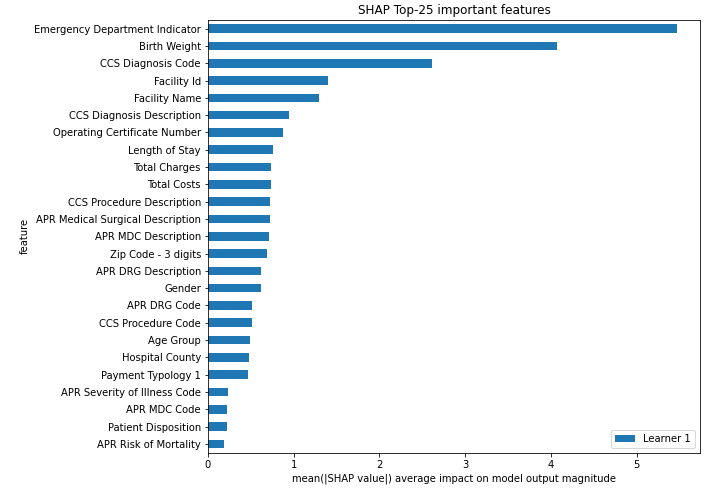 SHAP Top-25 important features
Emergency Department Indicator
Birth Weight
CCS Diagnosis Code
Facility Id
Facility Name
CCS Diagnosis Description
Operating Certificate Number
Length of Stay
Total Charges
Total Costs
CCS Procedure Description
APR Medical Surgical Description
APR MDC Description
Zip Code - 3 digits
APR DRG Description
Gender
APR DRG Code
CCS Procedure Code
Age Group
Hospital County
Payment Typology 1
APR Severity of Illness Code
APR MDC Code
Patient Disposition
APR Risk of Mortality
feature
Learner 1
0 1 2 3 4 5
mean(|SHAP value|) average impact on model output magnitude